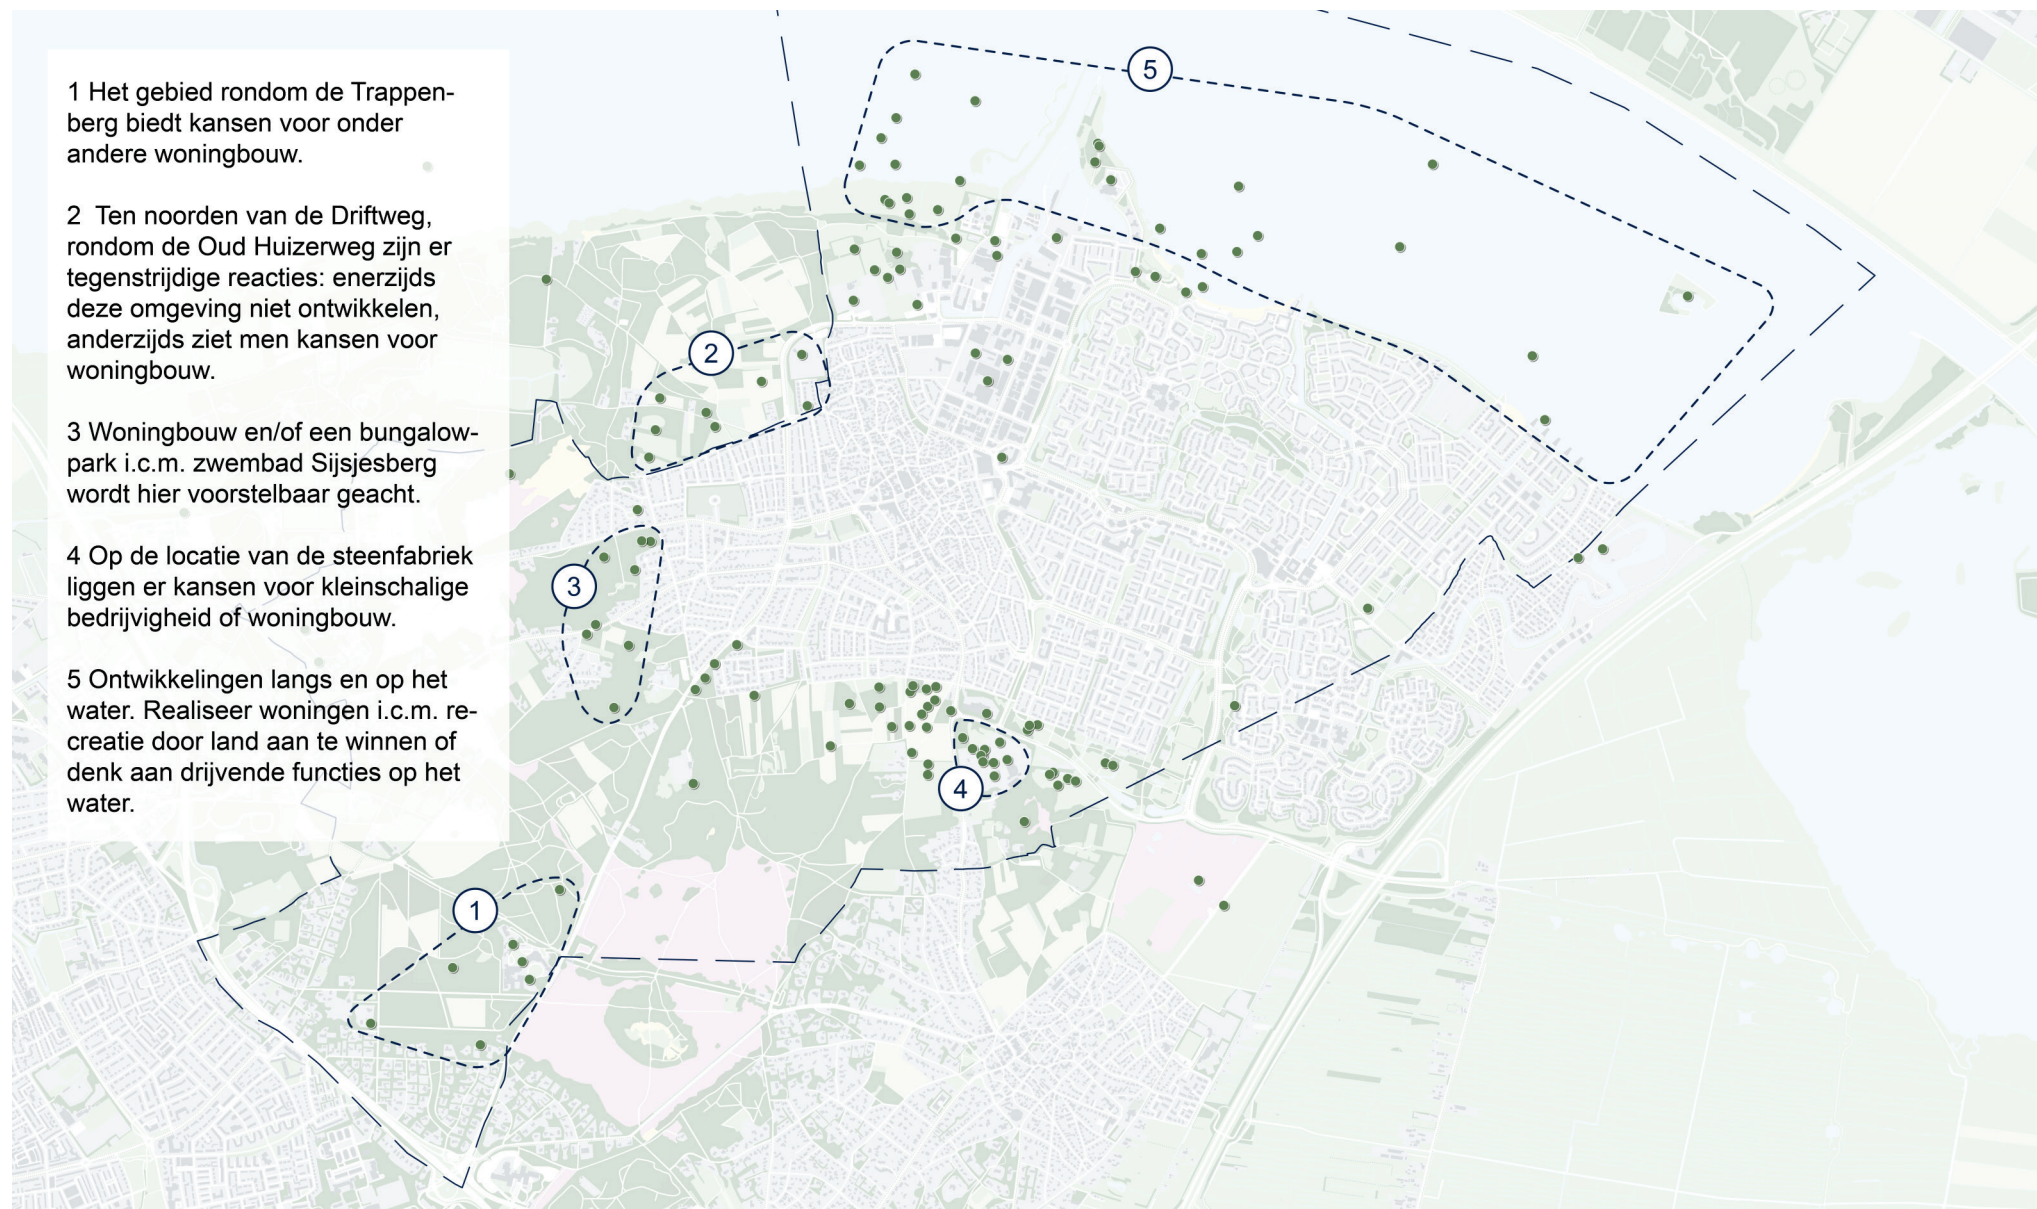 1 Het gebied rondom de Trappen-
berg biedt kansen voor onder
andere woningbouw.
2 Ten noorden van de Driftweg,
rondom de Oud Huizerweg zijn er
tegenstrijdige reacties: enerzijds
deze omgeving niet ontwikkelen,
anderzijds ziet men kansen voor
woningbouw.
3 Woningbouw en/of een bungalow-
park i.c.m. zwembad Sijsjesberg
wordt hier voorstelbaar geacht.
4 Op de locatie van de steenfabriek
liggen er kansen voor kleinschalige
bedrijvigheid of woningbouw.
5 Ontwikkelingen langs en op het
water. Realiseer woningen i.c.m. re-
creatie door land aan te winnen of
denk aan drijvende functies op het
water.
5
2
3
4
1